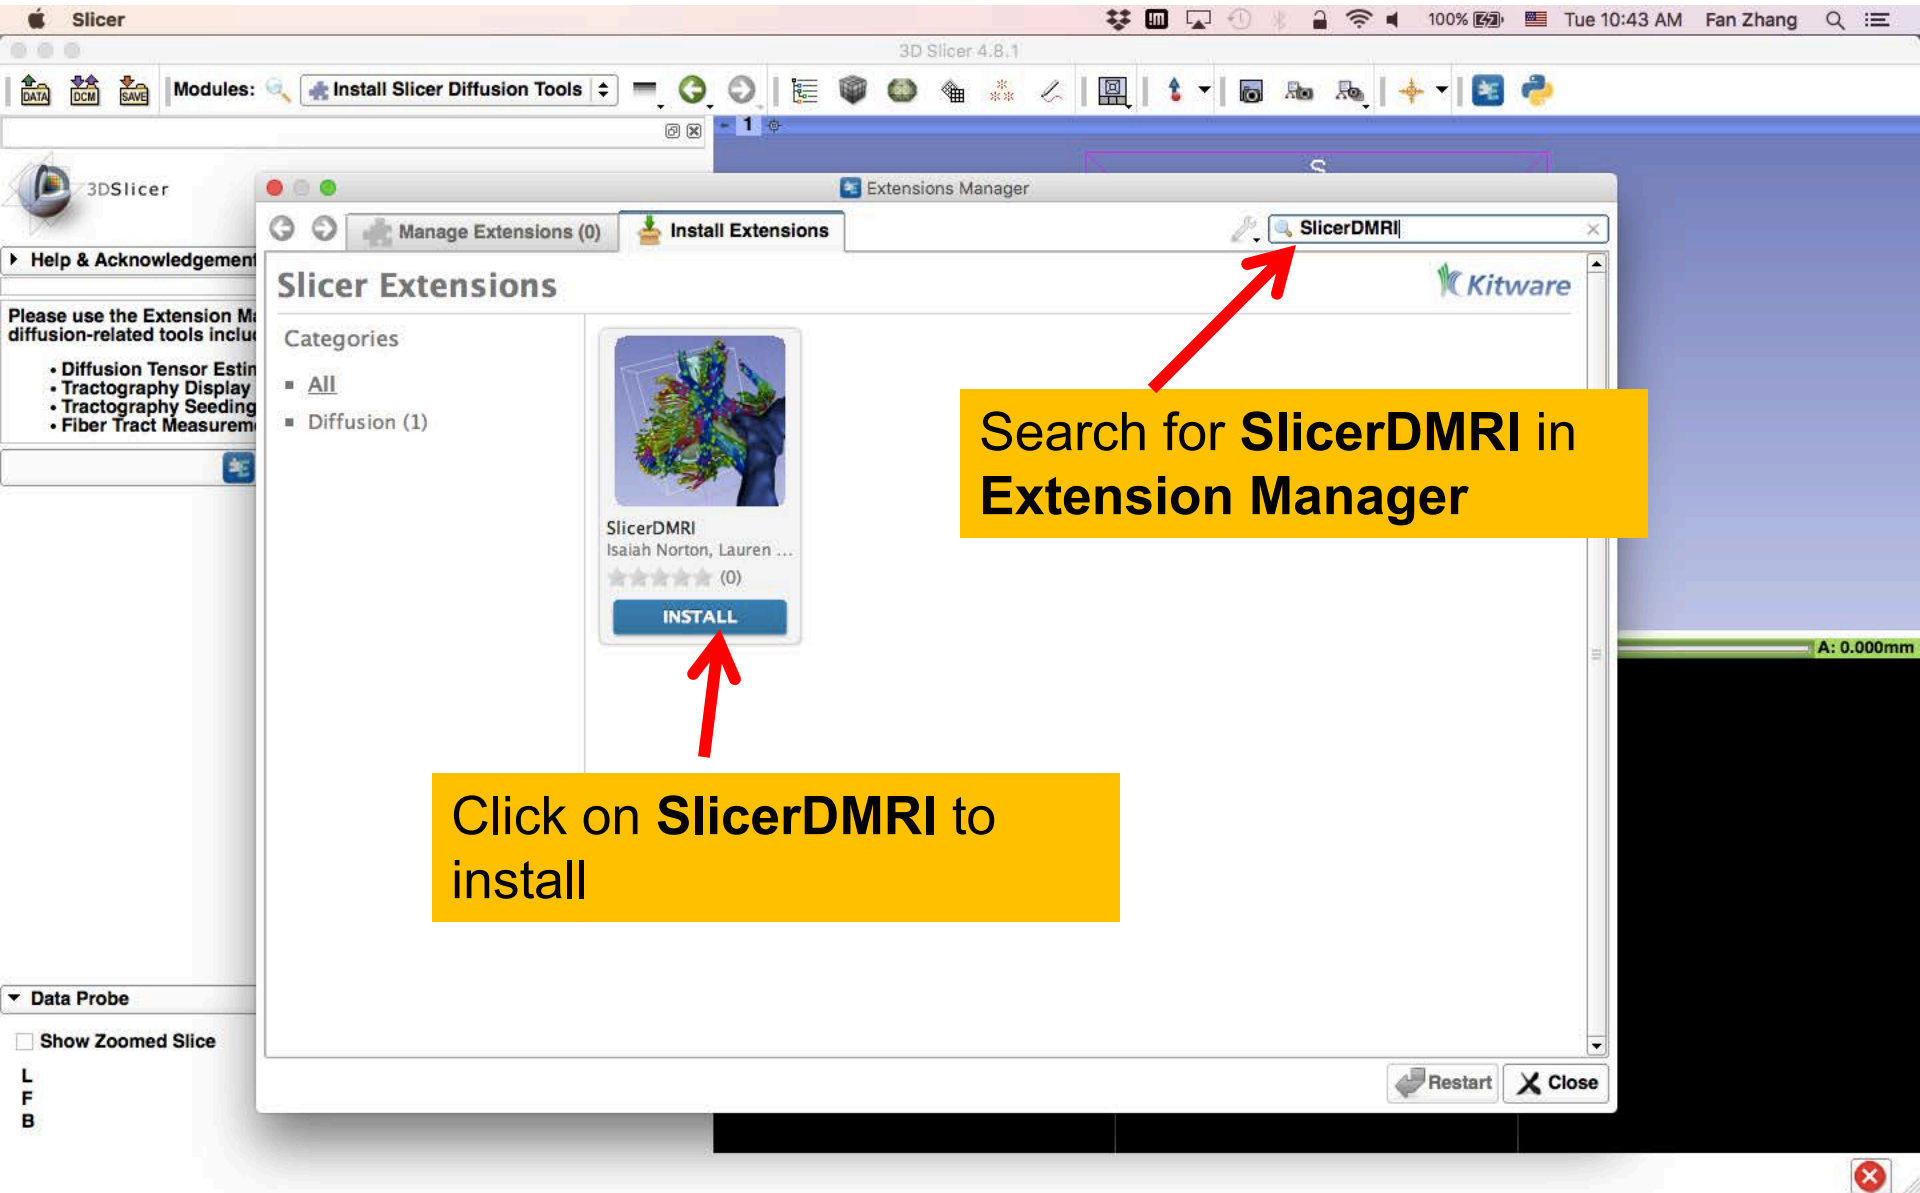 Slicer
100%
Tue 10:43 AM
Fan Zhang
3D Slicer 4.8.1
DATA
DCM
SAVE
Modules:
Install Slicer Diffusion Tools
1
S
3DSlicer
Extensions Manager
Manage Extensions (0)
Install Extensions
SlicerDMRI
Help & Acknowledgement
Slicer Extensions
Kitware
Please use the Extension
diffusion-related tools
• Diffusion Tensor
• Tractography Display
• Tractography Seeding
• Fiber Tract
Categories
All
Diffusion (1)
Search for SlicerDMRI in
Extension Manager
SlicerDMRI
Isaiah Norton, Lauren ...
(0)
INSTALL
A: 0.000mm
Click on SlicerDMRI to
install
Data Probe
Show Zoomed Slice
L
F
B
Restart
Close